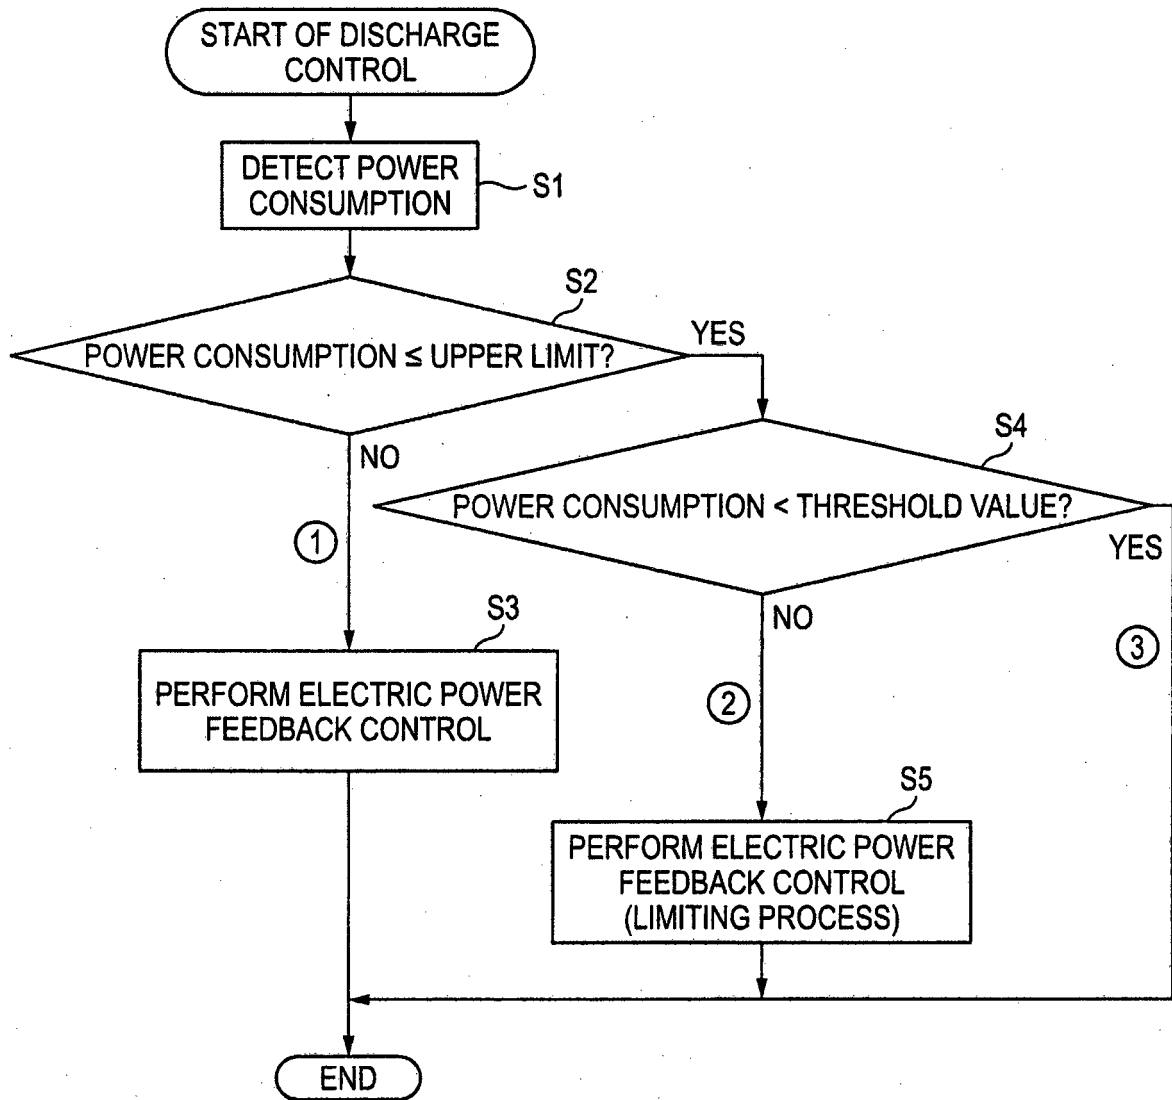 START OF DISCHARGE
CONTROL
DETECT POWER
CONSUMPTION
S1
S2
POWER CONSUMPTION ≤ UPPER LIMIT?
YES
NO
S4
POWER CONSUMPTION < THRESHOLD VALUE?
YES
NO
①
②
③
S3
PERFORM ELECTRIC POWER
FEEDBACK CONTROL
S5
PERFORM ELECTRIC POWER
FEEDBACK CONTROL
(LIMITING PROCESS)
END